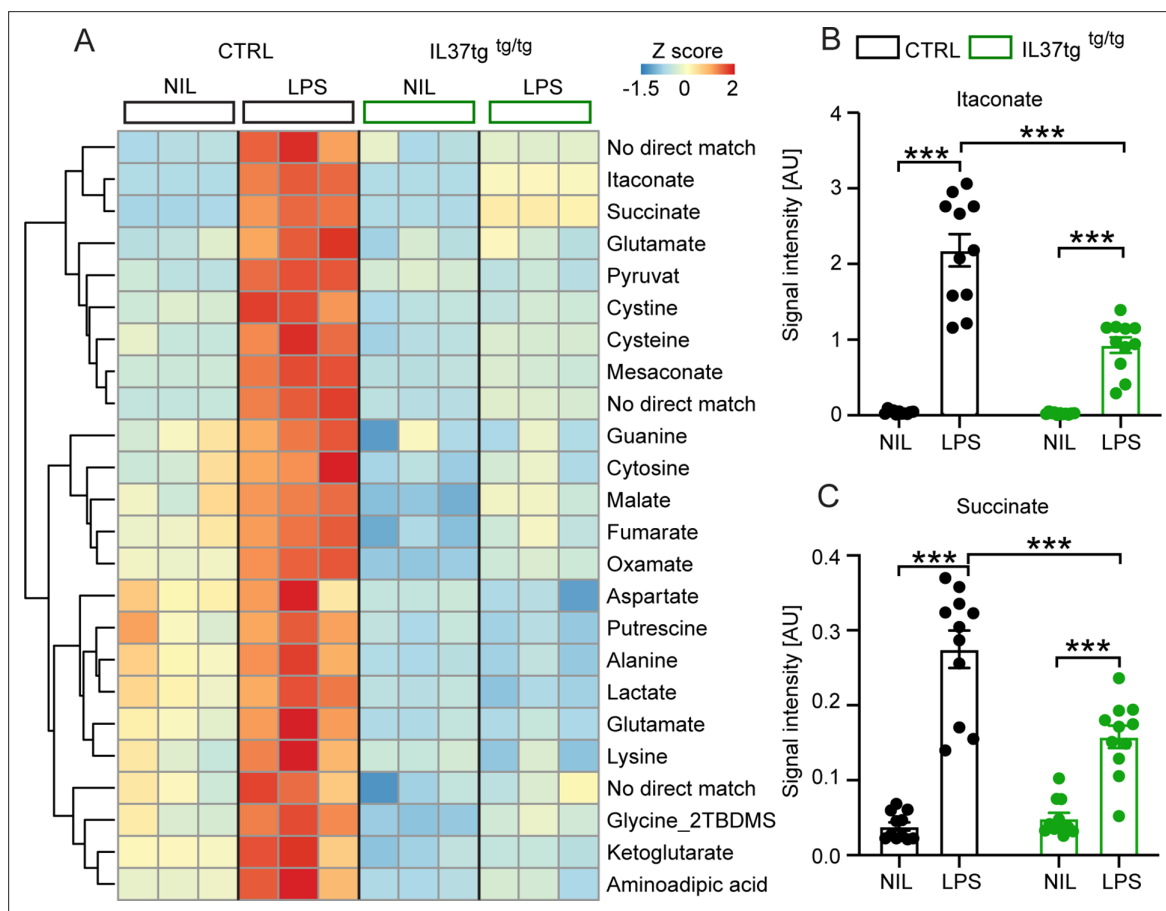 A
CTRL
IL37tg tg/tg
Z score
-1.5 0 2
NIL
LPS
NIL
LPS
No direct match
Itaconate
Succinate
Glutamate
Pyruvat
Cystine
Cysteine
Mesaconate
No direct match
Guanine
Cytosine
Malate
Fumarate
Oxamate
Aspartate
Putrescine
Alanine
Lactate
Glutamate
Lysine
No direct match
Glycine_2TBDMS
Ketoglutarate
Aminoadipic acid
B
CTRL
IL37tg tg/tg
Itaconate
Signal intensity [AU]
4
3
2
1
0
***
***
***
NIL LPS NIL LPS
C
Succinate
Signal intensity [AU]
0.4
0.3
0.2
0.1
0.0
***
***
***
NIL LPS NIL LPS